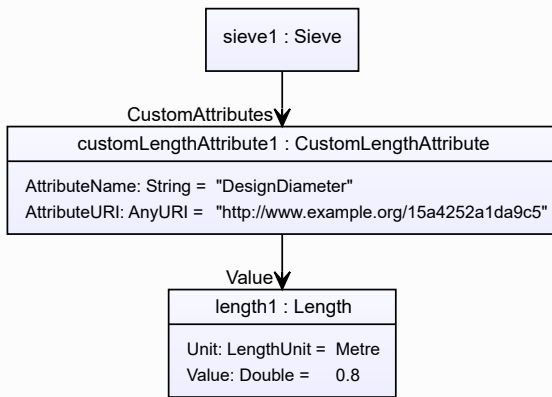 sieve1 : Sieve
CustomAttributes
customLengthAttribute1 : CustomLengthAttribute
AttributeName: String = "DesignDiameter"
AttributeURI: AnyURI = "http://www.example.org/15a4252a1da9c5"
Value
length1 : Length
Unit: LengthUnit = Metre
Value: Double = 0.8